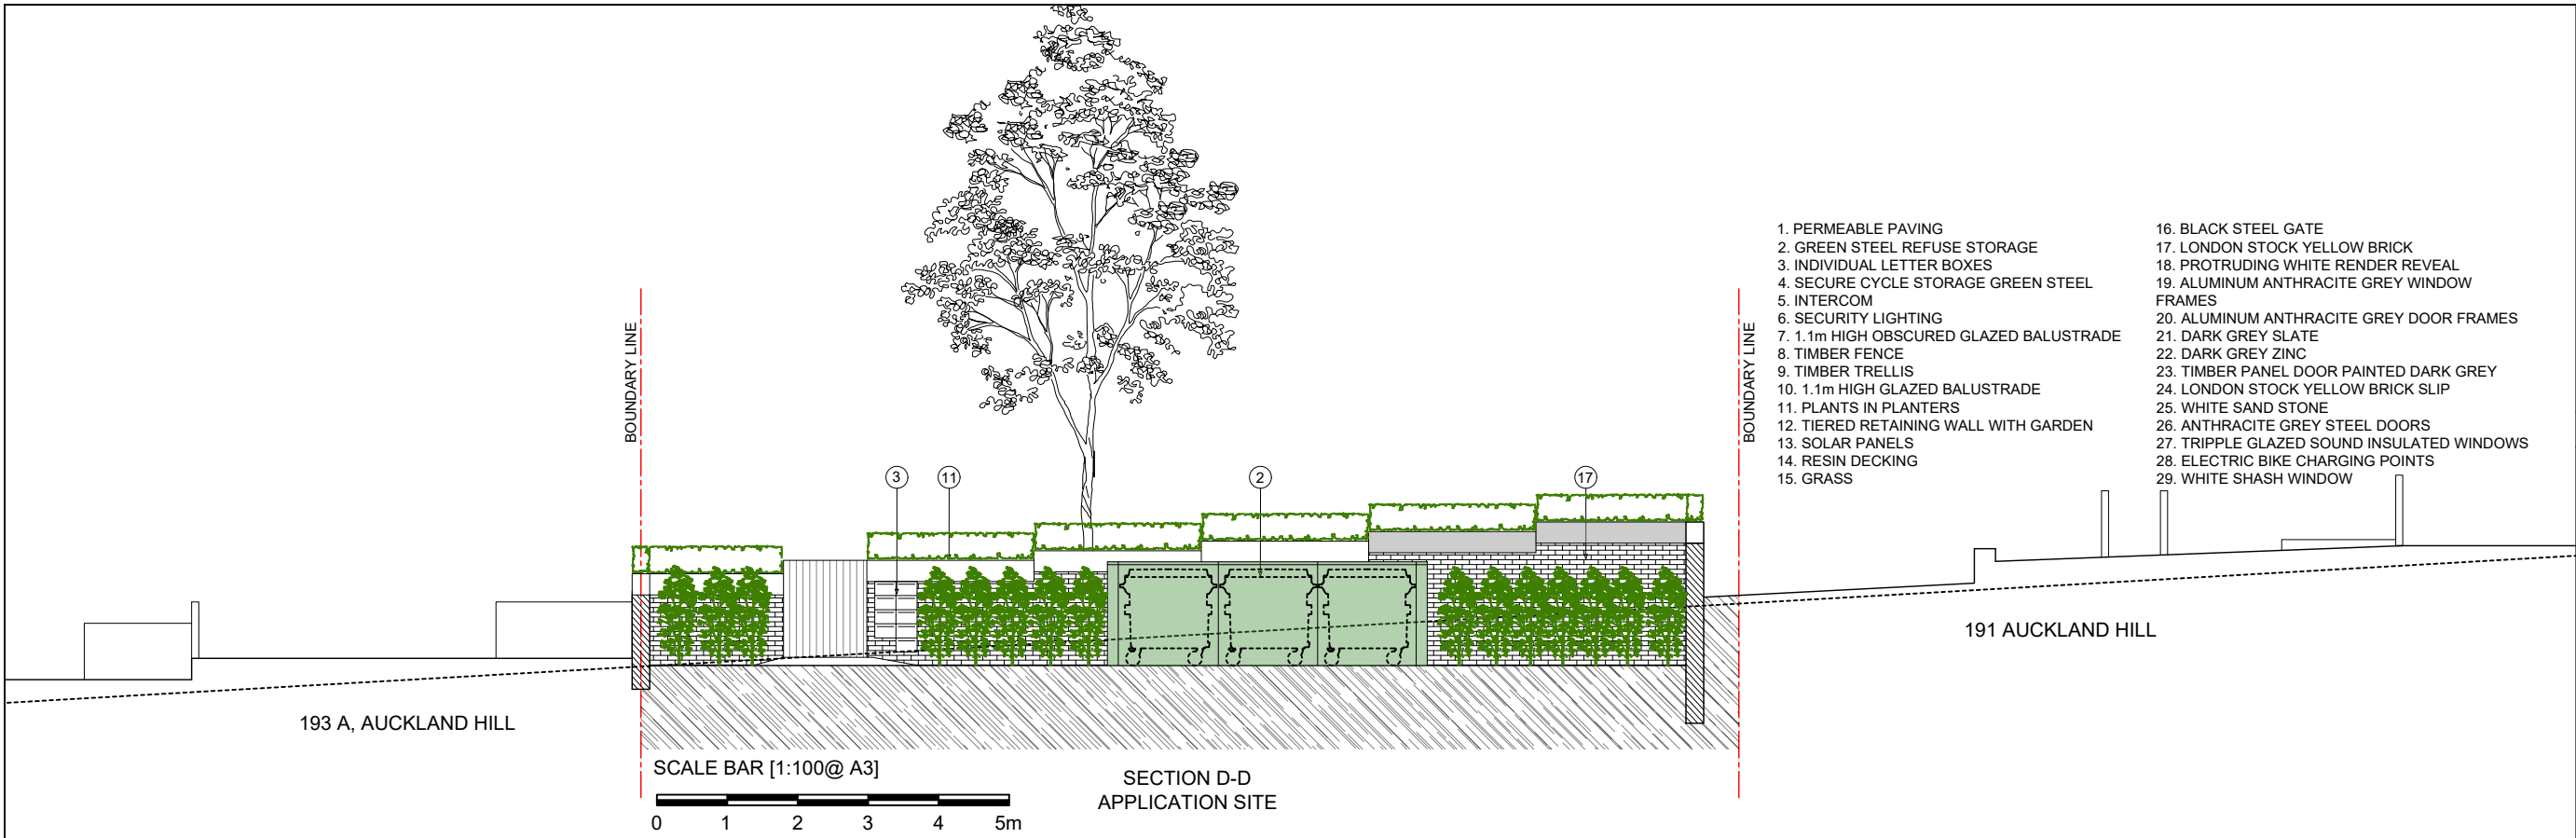 1. PERMEABLE PAVING
2. GREEN STEEL REFUSE STORAGE
3. INDIVIDUAL LETTER BOXES
4. SECURE CYCLE STORAGE GREEN STEEL
5. INTERCOM
6. SECURITY LIGHTING
7. 1.1m HIGH OBSCURED GLAZED BALUSTRADE
8. TIMBER FENCE
9. TIMBER TRELLIS
10. 1.1m HIGH GLAZED BALUSTRADE
11. PLANTS IN PLANTERS
12. TIERED RETAINING WALL WITH GARDEN
13. SOLAR PANELS
14. RESIN DECKING
15. GRASS
16. BLACK STEEL GATE
17. LONDON STOCK YELLOW BRICK
18. PROTRUDING WHITE RENDER REVEAL
19. ALUMINUM ANTHRACITE GREY WINDOW
FRAMES
20. ALUMINUM ANTHRACITE GREY DOOR FRAMES
21. DARK GREY SLATE
22. DARK GREY ZINC
23. TIMBER PANEL DOOR PAINTED DARK GREY
24. LONDON STOCK YELLOW BRICK SLIP
25. WHITE SAND STONE
26. ANTHRACITE GREY STEEL DOORS
27. TRIPPLE GLAZED SOUND INSULATED WINDOWS
28. ELECTRIC BIKE CHARGING POINTS
29. WHITE SHASH WINDOW
BOUNDARY LINE
BOUNDARY LINE
3
11
2
17
193 A, AUCKLAND HILL
191 AUCKLAND HILL
SCALE BAR [1:100@ A3]
0 1 2 3 4 5m
SECTION D-D
APPLICATION SITE